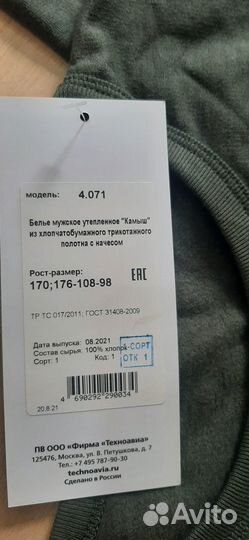 модель: 4.071
Белье мужское утепленное "Камыш"
из хлопчатобумажного трикотажного
полотна с начесом
Рост-размер:
170;176-108-98
ЕАС
ТР ТС 017/2011; ГОСТ 31408-2009
Дата выпуска: 08.2021
Состав сырья: 100% хлопок
Сорт: 1 Код: 1
1-СОРТ
ОТК 1
4 690292 290034
20.8.21
ПВ ООО «Фирма «Техноавиа»
125476, Москва, ул. В. Петушкова, д. 7
Тел.: +7 495 787-90-30
technoavia.ru
Сделано в России
Avito